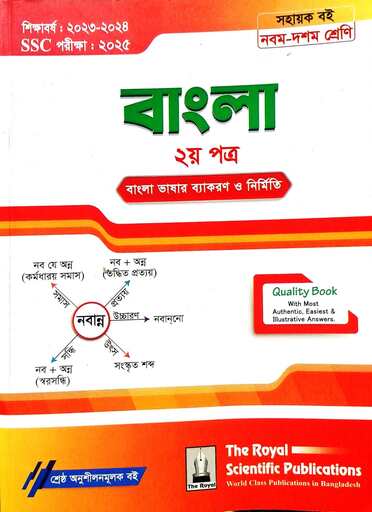 শিক্ষাবর্ষ : ২০২৩-২০২৪
SSC পরীক্ষা : ২০২৫
সহায়ক বই
নবম-দশম শ্রেণি
বাংলা
২য় পত্র
বাংলা ভাষার ব্যাকরণ ও নির্মিতি
নব যে অন্ন
(কর্মধারয় সমাস)
নব + অন্ন
(তদ্ধিত প্রত্যয়)
সমাস
প্রত্যয়
নবান্ন
উচ্চারণ
নবান্‌নো
সন্ধি
উৎস
নব + অন্ন
(স্বরসন্ধি)
সংস্কৃত শব্দ
Quality Book
With Most
Authentic, Easiest &
Illustrative Answers.
শ্রেষ্ঠ অনুশীলনমূলক বই
The Royal
The Royal
Scientific Publications
World Class Publications in Bangladesh